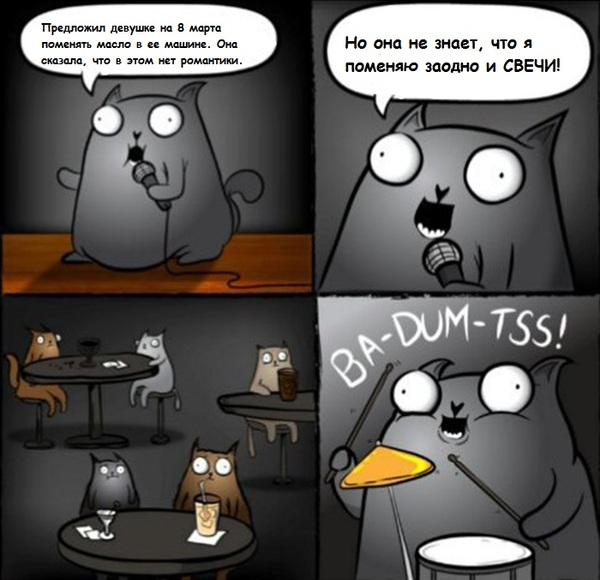 Предложил девушке на 8 марта
поменять масло в ее машине. Она
сказала, что в этом нет романтики.
Но она не знает, что я
поменяю заодно и СВЕЧИ!
BA-DUM-TSS!